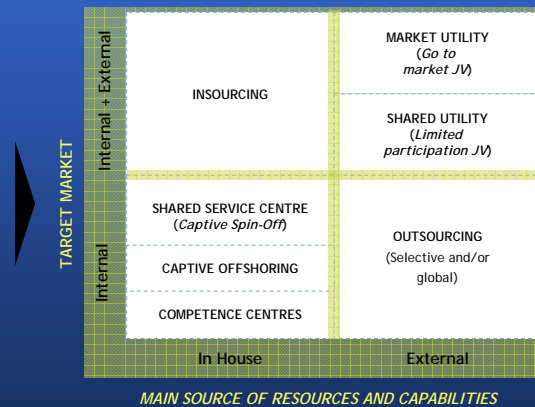 TARGET MARKET
Internal + External
Internal
INSOURCING
MARKET UTILITY
(Go to
market JV)
SHARED UTILITY
(Limited
participation JV)
SHARED SERVICE CENTRE
(Captive Spin-Off)
CAPTIVE OFFSHORING
COMPETENCE CENTRES
OUTSOURCING
(Selective and/or
global)
In House
External
MAIN SOURCE OF RESOURCES AND CAPABILITIES